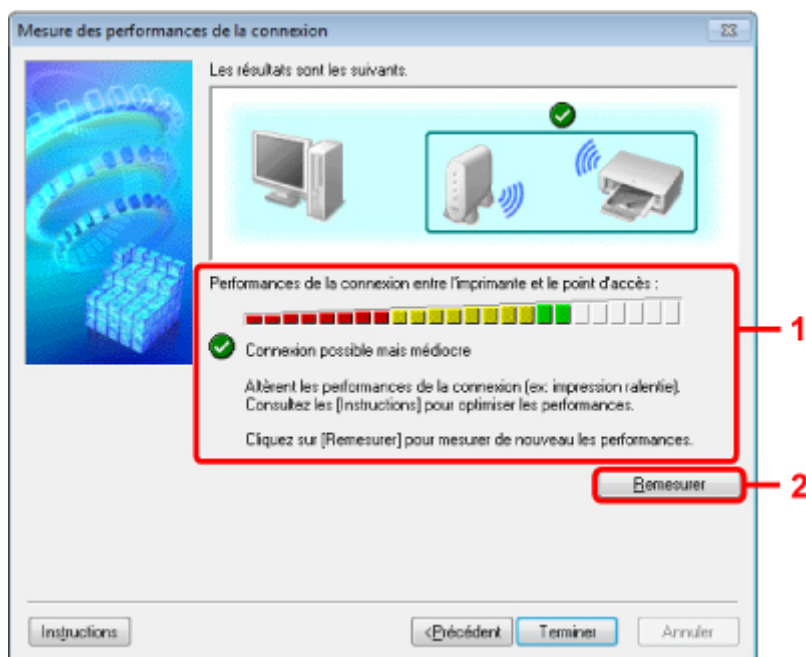 Mesure des performances de la connexion
Les résultats sont les suivants.
Performances de la connexion entre l'imprimante et le point d'accès :
1
Connexion possible mais médiocre
Altèrent les performances de la connexion (ex: impression ralentie).
Consultez les [Instructions] pour optimiser les performances.
Cliquez sur [Remesurer] pour mesurer de nouveau les performances.
Remesurer
2
Instructions
<Précédent
Terminer
Annuler